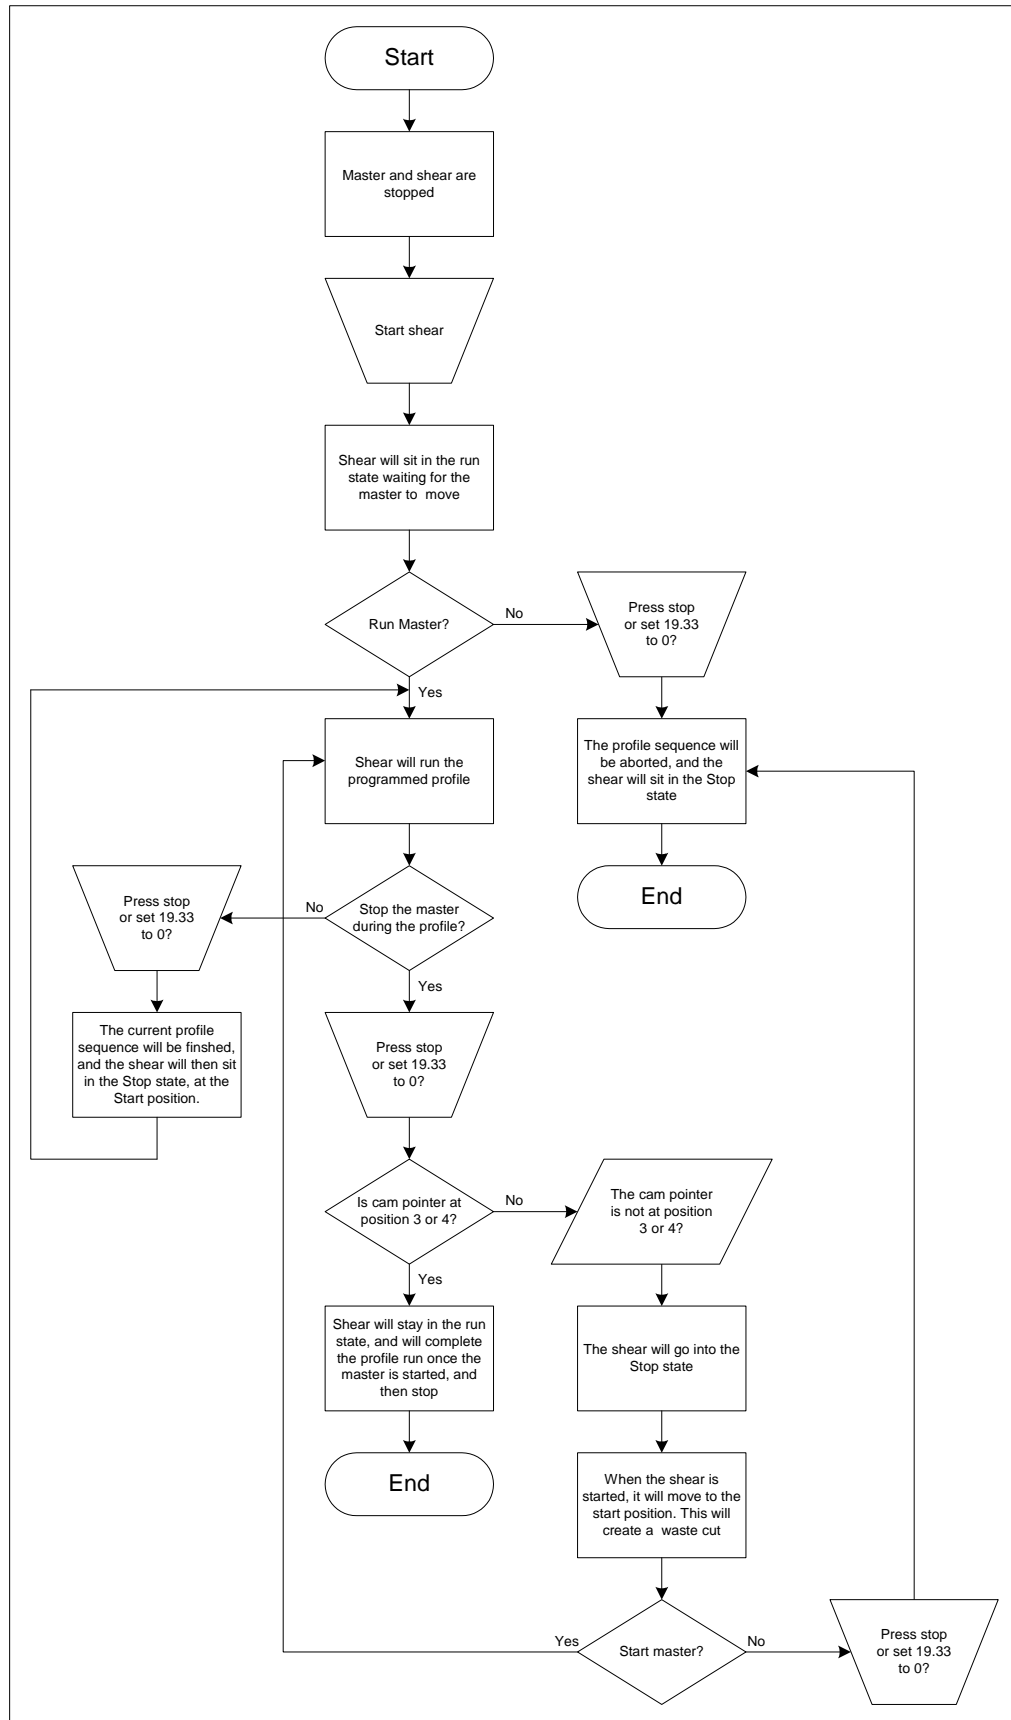 Start
Master and shear are
stopped
Start shear
Shear will sit in the run
state waiting for the
master to move
Run Master?
No
Press stop
or set 19.33
to 0?
Yes
Shear will run the
programmed profile
The profile sequence will
be aborted, and the
shear will sit in the Stop
state
End
Press stop
or set 19.33
to 0?
No
Stop the master
during the profile?
Yes
The current profile
sequence will be finshed,
and the shear will then sit
in the Stop state, at the
Start position.
Press stop
or set 19.33
to 0?
Is cam pointer at
position 3 or 4?
No
The cam pointer
is not at position
3 or 4?
Yes
Shear will stay in the run
state, and will complete
the profile run once the
master is started, and
then stop
The shear will go into the
Stop state
End
When the shear is
started, it will move to the
start position. This will
create a waste cut
Yes
Start master?
No
Press stop
or set 19.33
to 0?